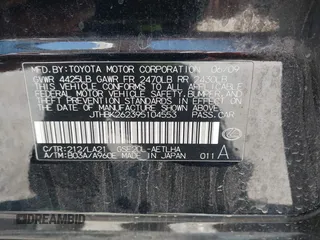 MFD. BY: TOYOTA MOTOR CORPORATION 06/09
GVWR 4425LB GAWR FR 2470LB RR 2430LB
THIS VEHICLE CONFORMS TO ALL APPLICABLE
FEDERAL MOTOR VEHICLE SAFETY, BUMPER, AND
THEFT PREVENTION STANDARDS IN EFFECT ON
THE DATE OF MANUFACTURE SHOWN ABOVE.
JTHBK262395104553 PASS.CAR
C/TR: 212/LA21 GSE20L-AETLHA
A/TM: B03A/A960E MADE IN JAPAN 011 A
DREAMBID